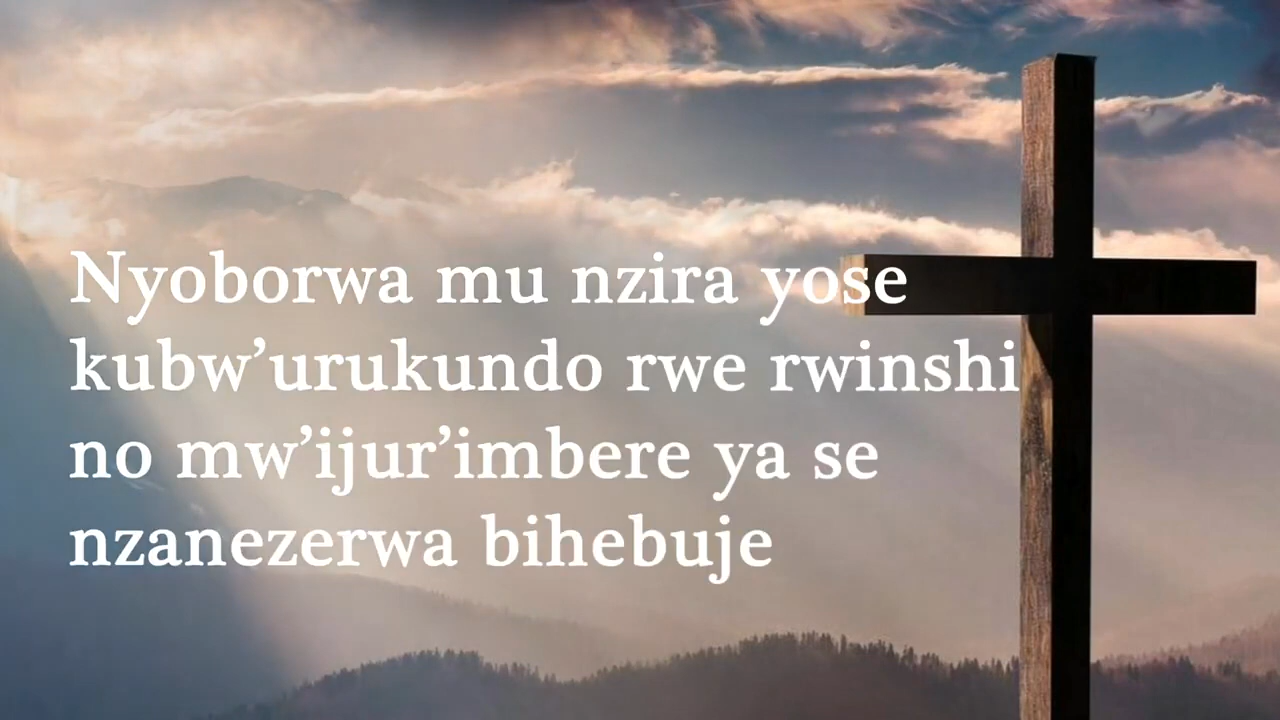 Nyoborwa mu nzira yose
kubw’urukundo rwe rwinshi
no mw’ijur’imbere ya se
nzanezerwa bihebuje